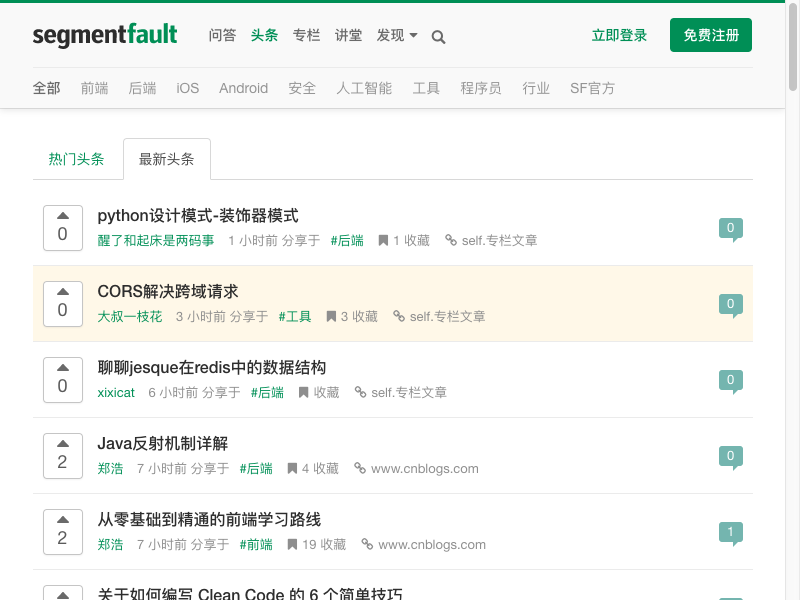 segmentfault 问答 头条 专栏 讲堂 发现 立即登录 免费注册
全部 前端 后端 iOS Android 安全 人工智能 工具 程序员 行业 SF官方
热门头条 最新头条
python设计模式-装饰器模式
0 醒了和起床是两码事 1 小时前 分享于 #后端 1 收藏 self.专栏文章 0
CORS解决跨域请求
0 大叔一枝花 3 小时前 分享于 #工具 3 收藏 self.专栏文章 0
聊聊jesque在redis中的数据结构
0 xixicat 6 小时前 分享于 #后端 收藏 self.专栏文章 0
Java反射机制详解
2 郑浩 7 小时前 分享于 #后端 4 收藏 www.cnblogs.com 0
从零基础到精通的前端学习路线
2 郑浩 7 小时前 分享于 #前端 19 收藏 www.cnblogs.com 1
关于如何编写 Clean Code 的 6 个简单技巧